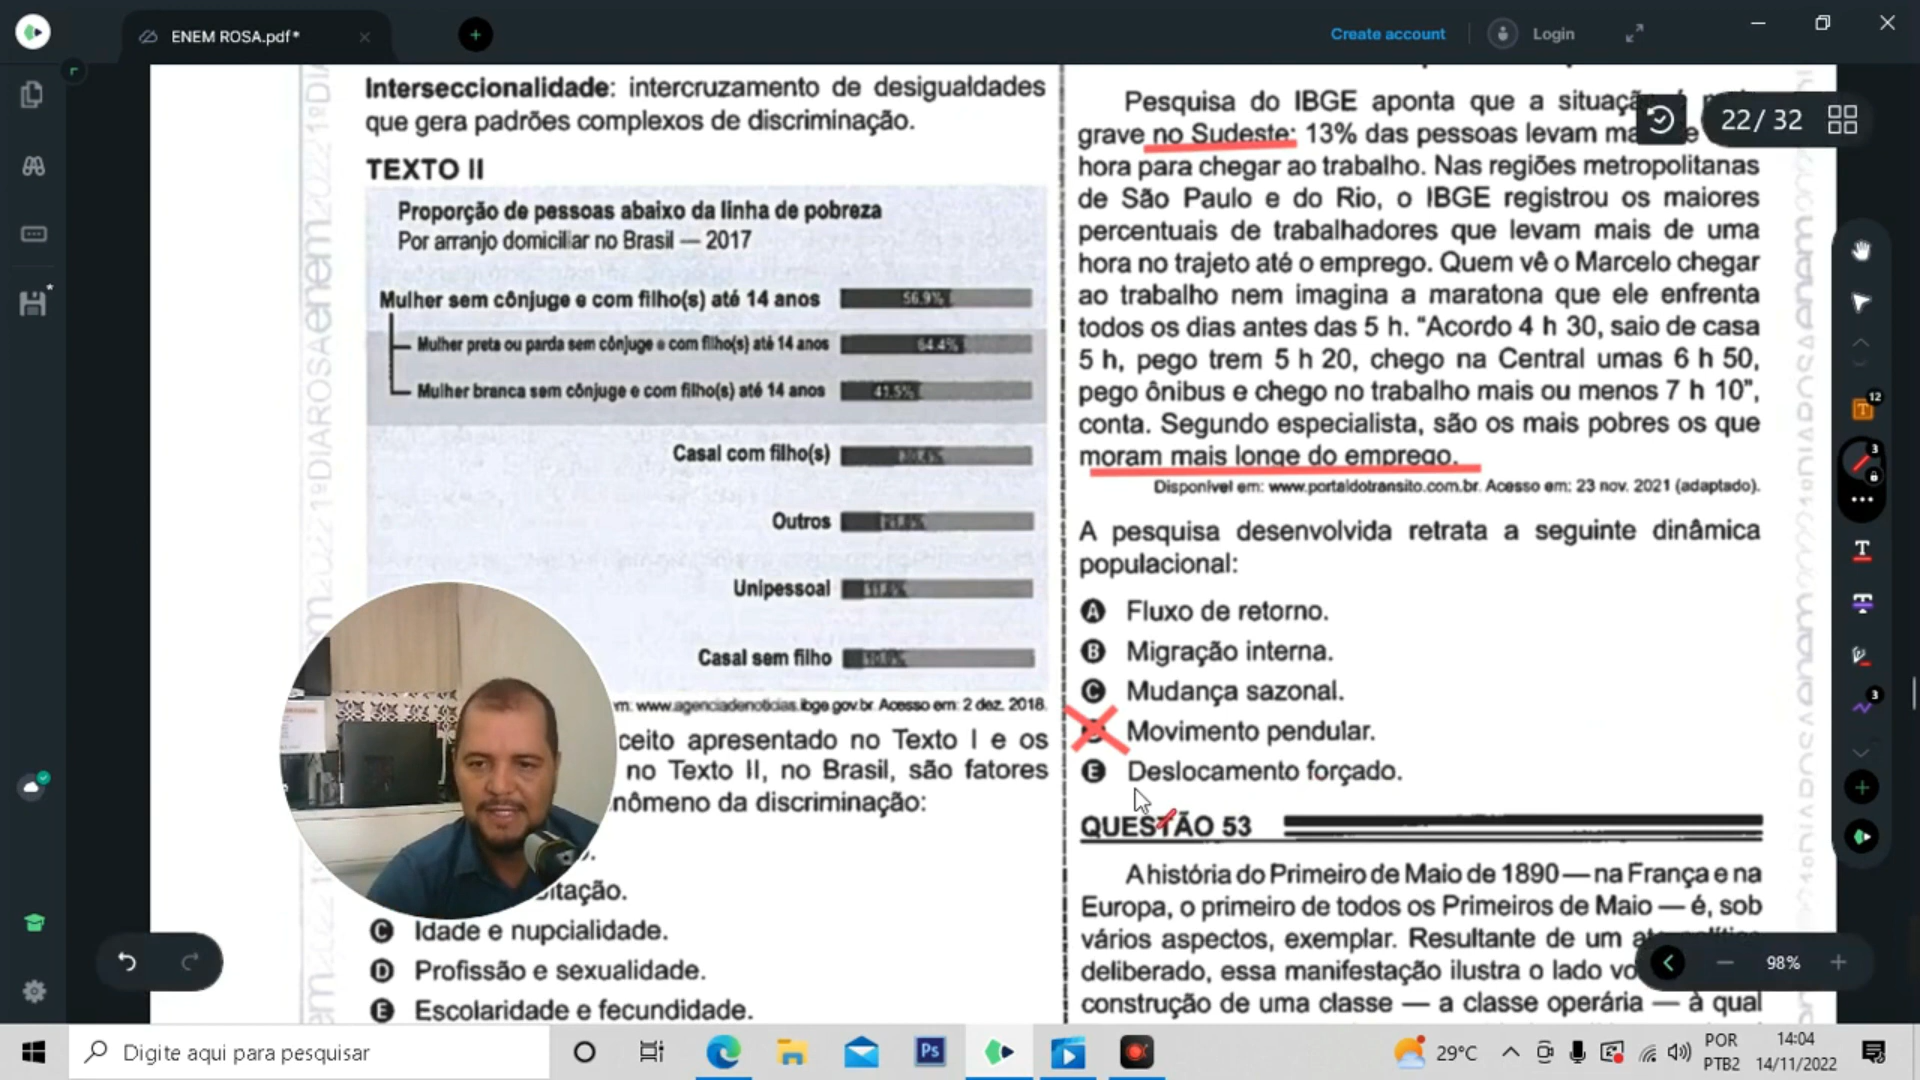 ENEM ROSA.pdf*
Create account
Login
22/ 32
Interseccionalidade: intercruzamento de desigualdades
que gera padrões complexos de discriminação.
TEXTO II
Proporção de pessoas abaixo da linha de pobreza
Por arranjo domiciliar no Brasil — 2017
Mulher sem cônjuge e com filho(s) até 14 anos 56.9%
Mulher preta ou parda sem cônjuge e com filho(s) até 14 anos 64.4%
Mulher branca sem cônjuge e com filho(s) até 14 anos
Casal com filho(s)
Outros
Unipessoal
Casal sem filho
www.agenciadenoticias.ibge.gov.br. Acesso em: 2 dez. 2018.
ceito apresentado no Texto I e os
no Texto II, no Brasil, são fatores
nômeno da discriminação:
C Idade e nupcialidade.
D Profissão e sexualidade.
E Escolaridade e fecundidade.
Pesquisa do IBGE aponta que a situação é
grave no Sudeste: 13% das pessoas levam
hora para chegar ao trabalho. Nas regiões metropolitanas
de São Paulo e do Rio, o IBGE registrou os maiores
percentuais de trabalhadores que levam mais de uma
hora no trajeto até o emprego. Quem vê o Marcelo chegar
ao trabalho nem imagina a maratona que ele enfrenta
todos os dias antes das 5 h. “Acordo 4 h 30, saio de casa
5 h, pego trem 5 h 20, chego na Central umas 6 h 50,
pego ônibus e chego no trabalho mais ou menos 7 h 10”,
conta. Segundo especialista, são os mais pobres os que
moram mais longe do emprego.
Disponível em: www.portaldotransito.com.br. Acesso em: 23 nov. 2021 (adaptado).
A pesquisa desenvolvida retrata a seguinte dinâmica
populacional:
A Fluxo de retorno.
B Migração interna.
C Mudança sazonal.
Movimento pendular.
E Deslocamento forçado.
QUESTÃO 53
A história do Primeiro de Maio de 1890 — na França e na
Europa, o primeiro de todos os Primeiros de Maio — é, sob
vários aspectos, exemplar. Resultante de um
deliberado, essa manifestação ilustra o lado
construção de uma classe — a classe operária — à qual
12
3
3
98%
Digite aqui para pesquisar
Ps
29°C
POR
PTB2
14:04
14/11/2022